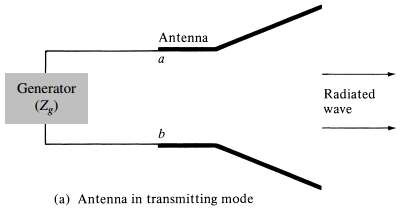 Antenna
a
Generator
(Z_g)
Radiated
wave
b
(a) Antenna in transmitting mode